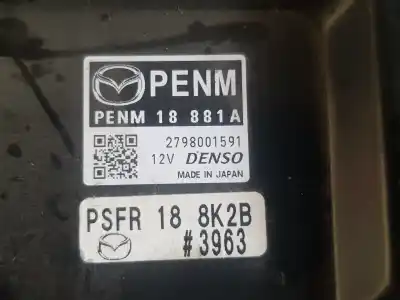 PENM
PENM 18 881A
2798001591
12V DENSO
MADE IN JAPAN
PSFR 18 8K2B
#3963